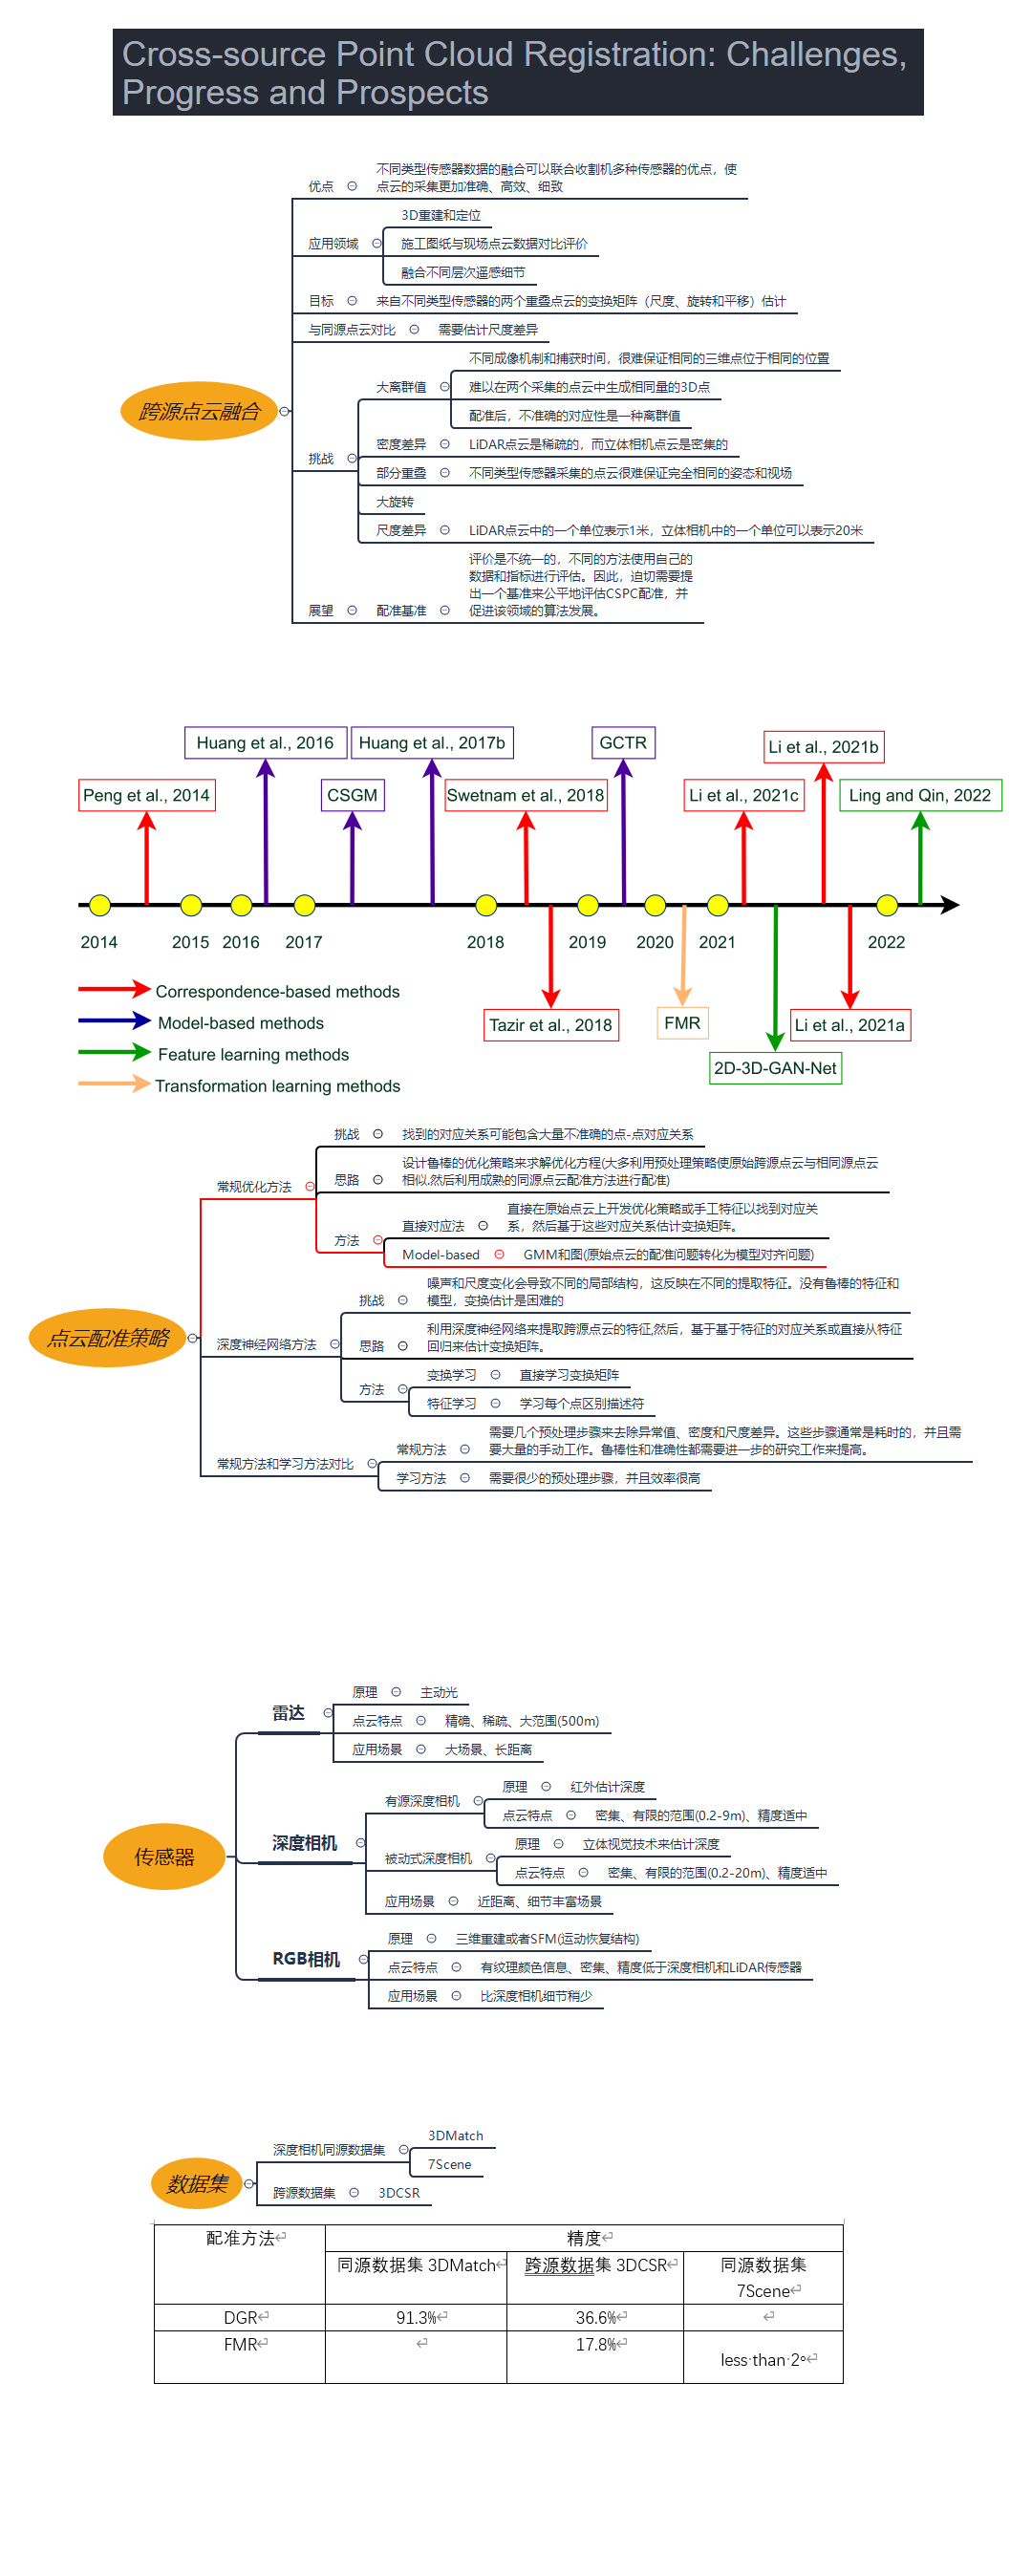 Cross-source Point Cloud Registration: Challenges,
Progress and Prospects
跨源点云融合
优点
不同类型传感器数据的融合可以联合收割机多种传感器的优点，使
点云的采集更加准确、高效、细致
应用领域
3D重建和定位
施工图纸与现场点云数据对比评价
融合不同层次遥感细节
目标
来自不同类型传感器的两个重叠点云的变换矩阵（尺度、旋转和平移）估计
与同源点云对比
需要估计尺度差异
挑战
大离群值
不同成像机制和捕获时间，很难保证相同的三维点位于相同的位置
难以在两个采集的点云中生成相同量的3D点
配准后，不准确的对应性是一种离群值
密度差异
LiDAR点云是稀疏的，而立体相机点云是密集的
部分重叠
不同类型传感器采集的点云很难保证完全相同的姿态和视场
大旋转
尺度差异
LiDAR点云中的一个单位表示1米，立体相机中的一个单位可以表示20米
展望
配准基准
评价是不统一的，不同的方法使用自己的
数据和指标进行评估。因此，迫切需要提
出一个基准来公平地评估CSPC配准，并
促进该领域的算法发展。
Huang et al., 2016
Huang et al., 2017b
GCTR
Li et al., 2021b
Peng et al., 2014
CSGM
Swetnam et al., 2018
Li et al., 2021c
Ling and Qin, 2022
2014
2015
2016
2017
2018
2019
2020
2021
2022
Tazir et al., 2018
FMR
Li et al., 2021a
2D-3D-GAN-Net
Correspondence-based methods
Model-based methods
Feature learning methods
Transformation learning methods
点云配准策略
常规优化方法
挑战
找到的对应关系可能包含大量不准确的点-点对应关系
思路
设计鲁棒的优化策略来求解优化方程(大多利用预处理策略使原始跨源点云与相同源点云
相似,然后利用成熟的同源点云配准方法进行配准)
方法
直接对应法
直接在原始点云上开发优化策略或手工特征以找到对应关
系，然后基于这些对应关系估计变换矩阵。
Model-based
GMM和图(原始点云的配准问题转化为模型对齐问题)
深度神经网络方法
挑战
噪声和尺度变化会导致不同的局部结构，这反映在不同的提取特征。没有鲁棒的特征和
模型，变换估计是困难的
思路
利用深度神经网络来提取跨源点云的特征,然后，基于基于特征的对应关系或直接从特征
回归来估计变换矩阵。
方法
变换学习
直接学习变换矩阵
特征学习
学习每个点区别描述符
常规方法和学习方法对比
常规方法
需要几个预处理步骤来去除异常值、密度和尺度差异。这些步骤通常是耗时的，并且需
要大量的手动工作。鲁棒性和准确性都需要进一步的研究工作来提高。
学习方法
需要很少的预处理步骤，并且效率很高
传感器
雷达
原理
主动光
点云特点
精确、稀疏、大范围(500m)
应用场景
大场景、长距离
深度相机
有源深度相机
原理
红外估计深度
点云特点
密集、有限的范围(0.2-9m)、精度适中
被动式深度相机
原理
立体视觉技术来估计深度
点云特点
密集、有限的范围(0.2-20m)、精度适中
应用场景
近距离、细节丰富场景
RGB相机
原理
三维重建或者SFM(运动恢复结构)
点云特点
有纹理颜色信息、密集、精度低于深度相机和LiDAR传感器
应用场景
比深度相机细节稍少
数据集
深度相机同源数据集
3DMatch
7Scene
跨源数据集
3DCSR
配准方法
精度
同源数据集 3DMatch
跨源数据集 3DCSR
同源数据集
7Scene
DGR
91.3%
36.6%
FMR
17.8%
less than 2°